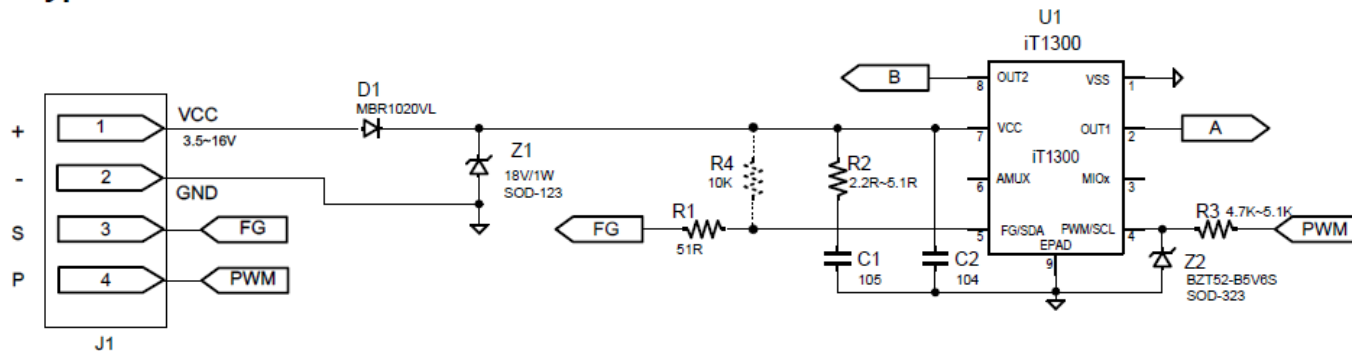 U1
iT1300
B
8
OUT2
VSS
1
D1
MBR1020VL
VCC
3.5~16V
+
1
7
VCC
OUT1
2
A
Z1
18V/1W
SOD-123
R4
10K
R2
2.2R~5.1R
iT1300
-
2
GND
6
AMUX
MIOx
3
S
3
FG
FG
R1
51R
5
FG/SDA
PWM/SCL
4
R3
4.7K~5.1K
PWM
EPAD
9
P
4
PWM
C1
105
C2
104
Z2
BZT52-B5V6S
SOD-323
J1